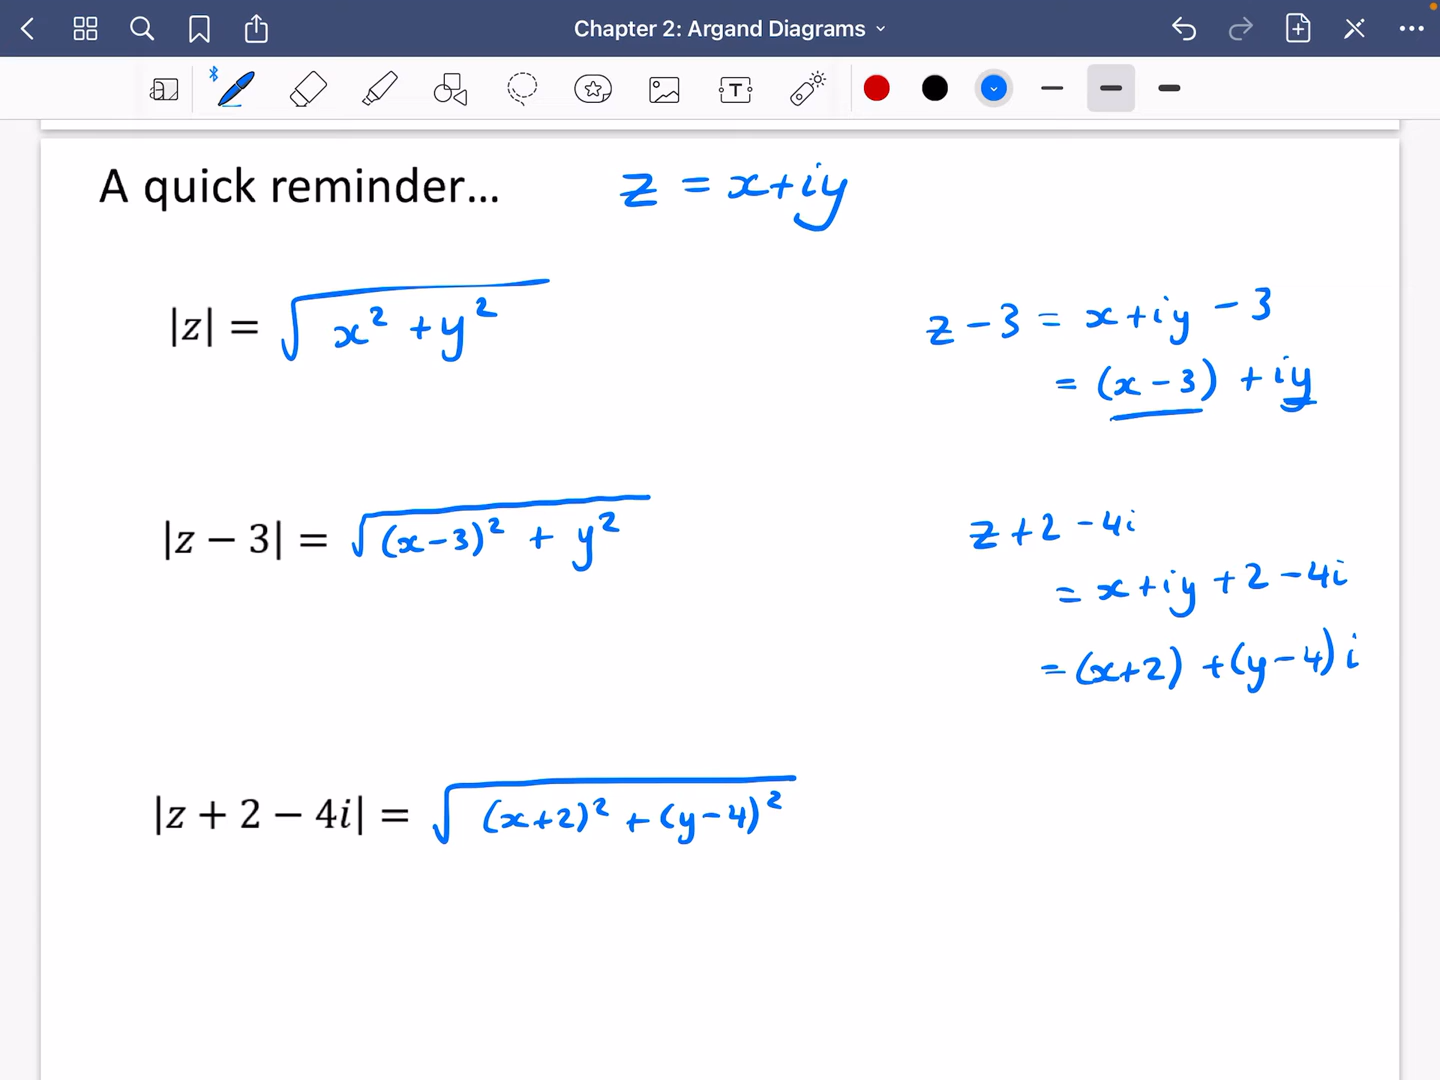 Chapter 2: Argand Diagrams
A quick reminder... z = x+iy
|z| = √(x² + y²)
z − 3 = x + iy − 3
= (x − 3) + iy
|z − 3| = √((x−3)² + y²)
z + 2 − 4i
= x + iy + 2 − 4i
= (x+2) + (y−4)i
|z + 2 − 4i| = √((x+2)² + (y−4)²)